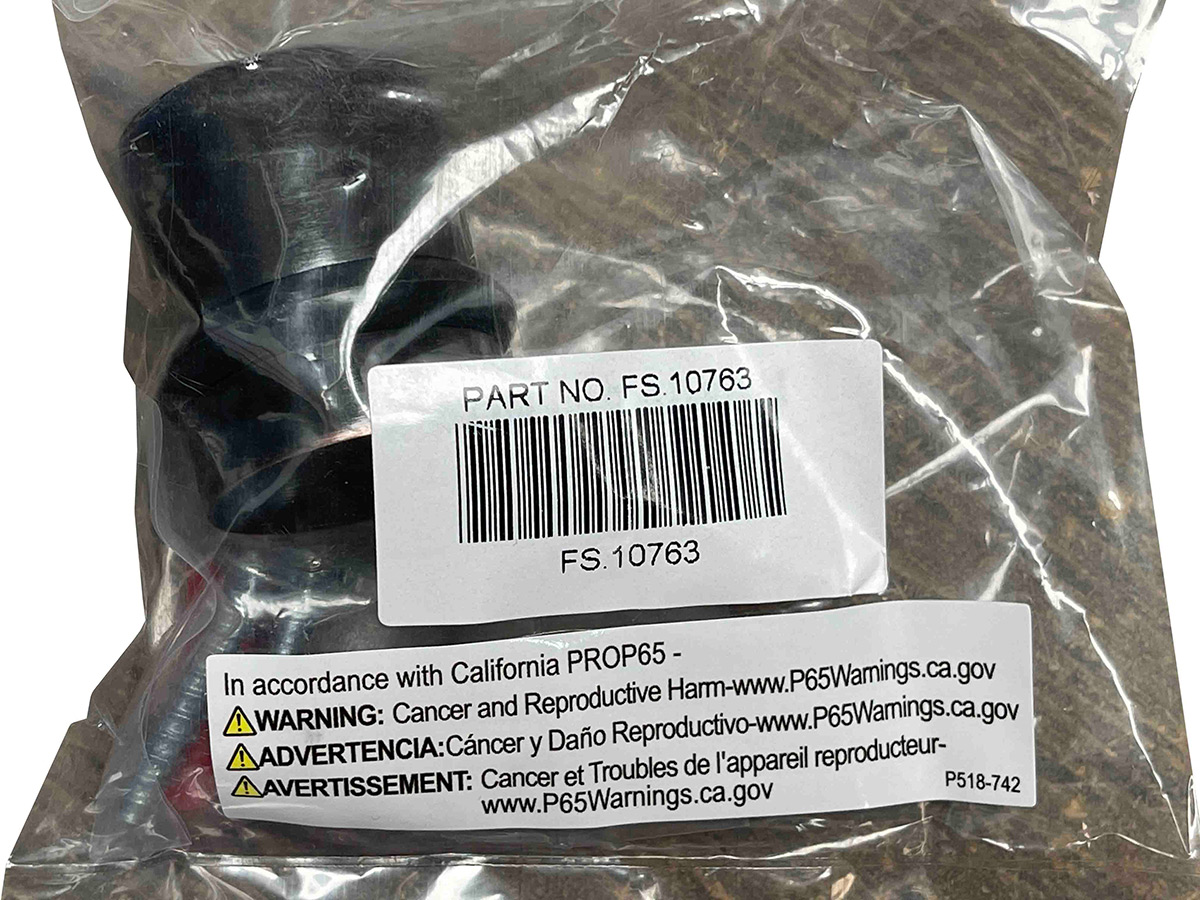 PART NO. FS.10763
FS.10763
In accordance with California PROP65 -
WARNING: Cancer and Reproductive Harm-www.P65Warnings.ca.gov
ADVERTENCIA:Cáncer y Daño Reproductivo-www.P65Warnings.ca.gov
AVERTISSEMENT: Cancer et Troubles de l'appareil reproducteur-
www.P65Warnings.ca.gov
P518-742